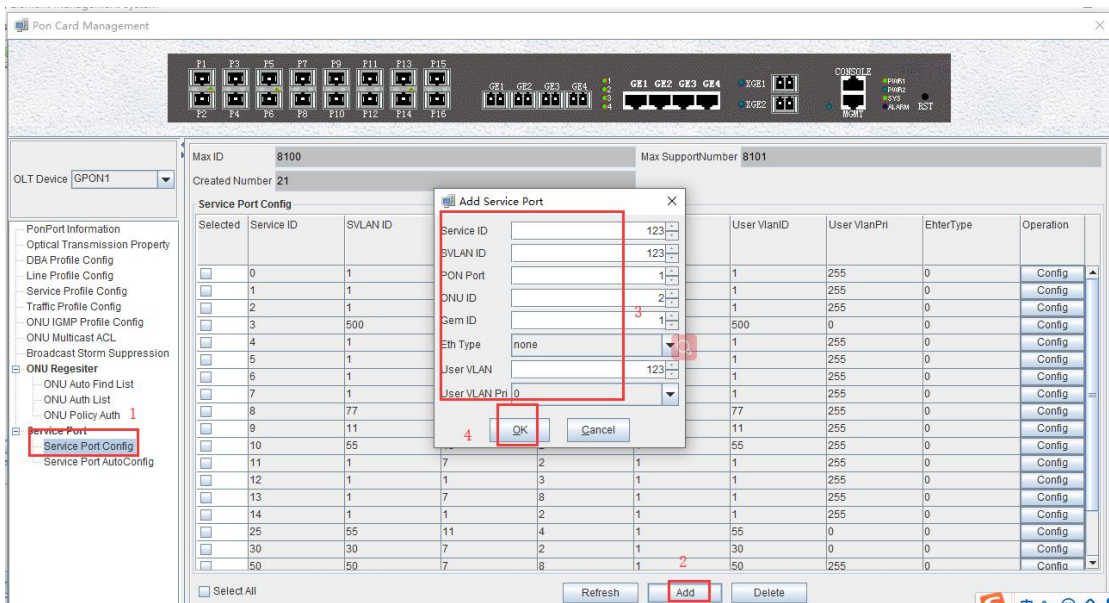 Pon Card Management
P1 P3 P5 P7 P9 P11 P13 P15
P2 P4 P6 P8 P10 P12 P14 P16
GE1 GE2 GE3 GE4
1
2
3
4
GE1 GE2 GE3 GE4
XGE1
XGE2
CONSOLE
MGMT
PWR1
PWR2
SYS
ALARM
RST
OLT Device GPON1
PonPort Information
Optical Transmission Property
DBA Profile Config
Line Profile Config
Service Profile Config
Traffic Profile Config
ONU IGMP Profile Config
ONU Multicast ACL
Broadcast Storm Suppression
ONU Regesiter
ONU Auto Find List
ONU Auth List
ONU Policy Auth 1
Service Port
Service Port Config
Service Port AutoConfig
Max ID 8100 Max SupportNumber 8101
Created Number 21
Service Port Config
Selected Service ID SVLAN ID User VlanID User VlanPri EhterType Operation
0 1 1 255 0 Config
1 1 1 255 0 Config
2 1 1 255 0 Config
3 500 500 0 0 Config
4 1 1 255 0 Config
5 1 1 255 0 Config
6 1 1 255 0 Config
7 1 1 255 0 Config
8 77 77 255 0 Config
9 11 11 255 0 Config
10 55 55 255 0 Config
11 1 7 2 1 1 255 0 Config
12 1 1 3 1 1 255 0 Config
13 1 7 8 1 1 255 0 Config
14 1 1 2 1 1 255 0 Config
25 55 11 4 1 55 0 0 Config
30 30 7 2 1 30 0 0 Config
50 50 7 8 1 50 255 0 Config
Add Service Port
Service ID 123
SVLAN ID 123
PON Port 1
ONU ID 2
Gem ID 1
3
Eth Type none
User VLAN 123
User VLAN Pri 0
4 OK Cancel
2
Select All Refresh Add Delete